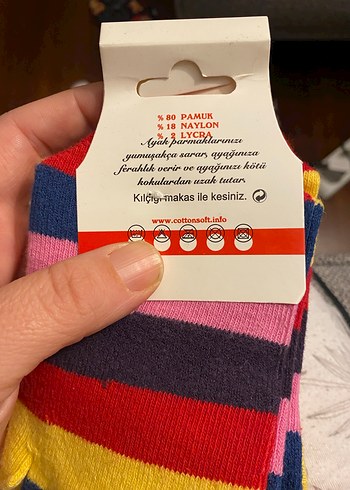 % 80 PAMUK
% 18 NAYLON
% 2 LYCRA
Ayak parmaklarınızı
yumuşakça sarar, ayağınıza
ferahlık verir ve ayağınızı kötü
kokulardan uzak tutar.
Kılçığı makas ile kesiniz.
www.cottonsoft.info